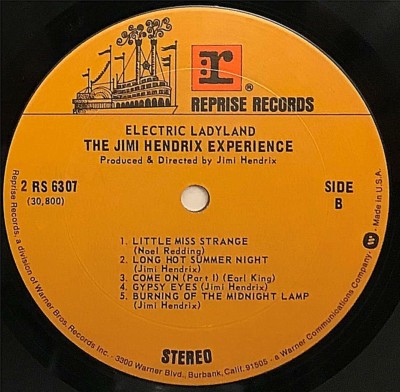 r
®
REPRISE RECORDS
ELECTRIC LADYLAND
THE JIMI HENDRIX EXPERIENCE
Produced & Directed by Jimi Hendrix
2 RS 6307
(30,800)
SIDE
B
1. LITTLE MISS STRANGE
(Noel Redding)
2. LONG HOT SUMMER NIGHT
(Jimi Hendrix)
3. COME ON (Part I) (Earl King)
4. GYPSY EYES (Jimi Hendrix)
5. BURNING OF THE MIDNIGHT LAMP
(Jimi Hendrix)
STEREO
Reprise Records, a division of Warner Bros. Records Inc. · 3300 Warner Blvd., Burbank, Calif. 91505 · a Warner Communications Company · W · Made in U.S.A.